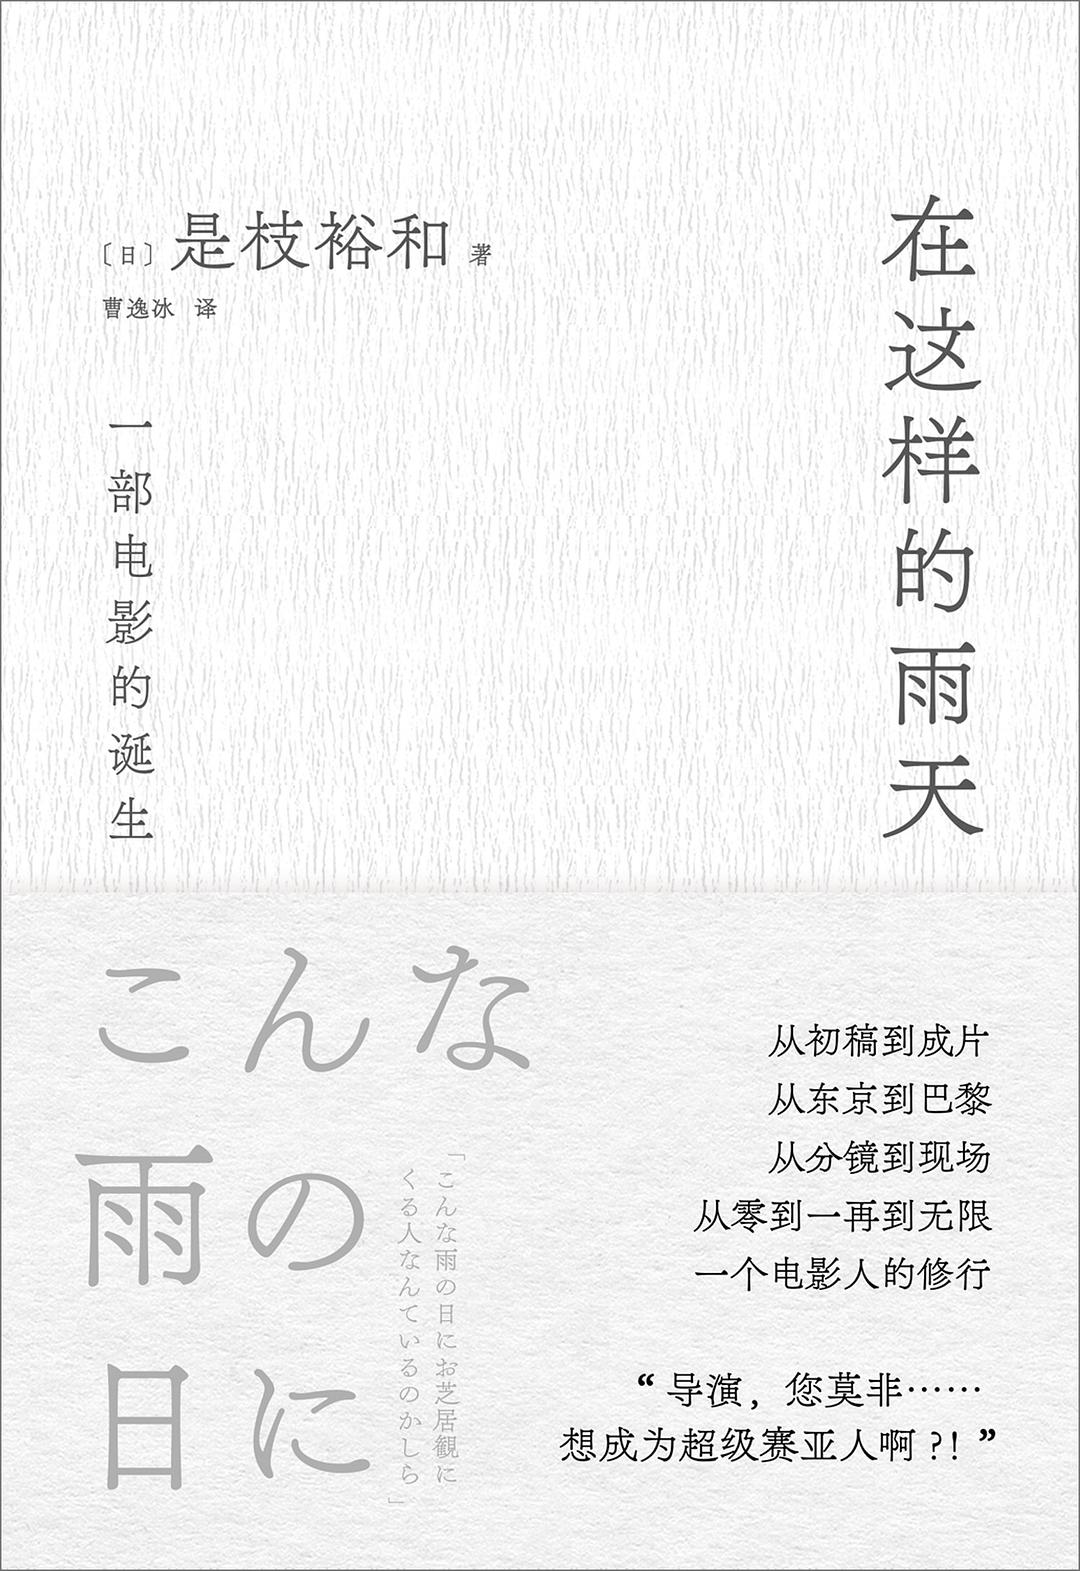 在这样的雨天
〔日〕是枝裕和 著
曹逸冰 译
一部电影的诞生
こんな
雨の
日に
「こんな雨の日にお芝居観に
くる人なんているのかしら」
从初稿到成片
从东京到巴黎
从分镜到现场
从零到一再到无限
一个电影人的修行
“导演，您莫非……
想成为超级赛亚人啊?!”